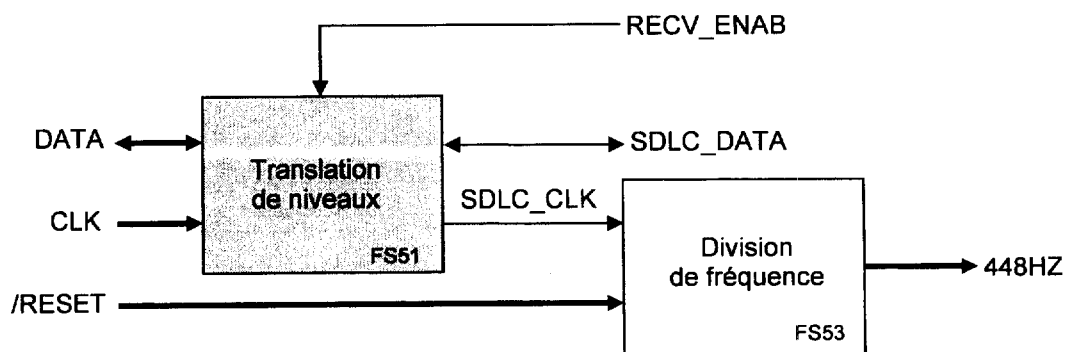 RECV_ENAB
DATA
Translation
de niveaux
SDLC_DATA
CLK
SDLC_CLK
FS51
Division
de fréquence
448HZ
/RESET
FS53